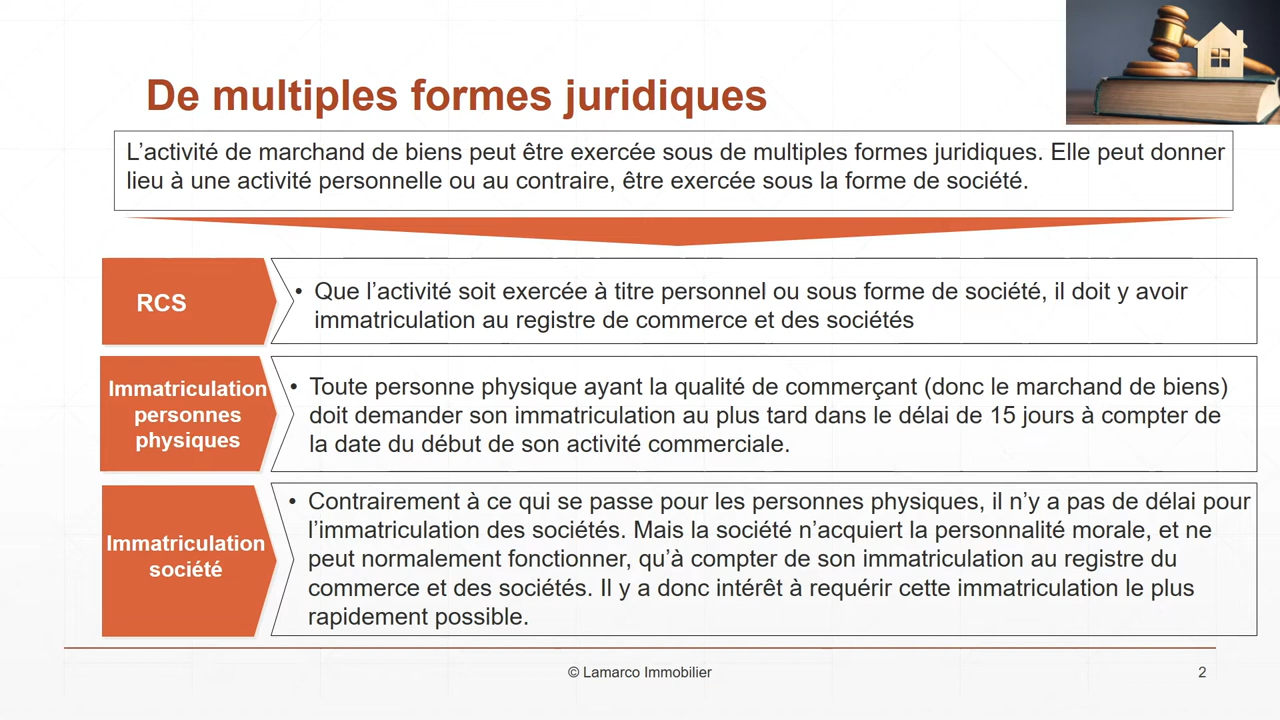 De multiples formes juridiques
L’activité de marchand de biens peut être exercée sous de multiples formes juridiques. Elle peut donner
lieu à une activité personnelle ou au contraire, être exercée sous la forme de société.
RCS
• Que l’activité soit exercée à titre personnel ou sous forme de société, il doit y avoir
immatriculation au registre de commerce et des sociétés
Immatriculation
personnes
physiques
• Toute personne physique ayant la qualité de commerçant (donc le marchand de biens)
doit demander son immatriculation au plus tard dans le délai de 15 jours à compter de
la date du début de son activité commerciale.
Immatriculation
société
• Contrairement à ce qui se passe pour les personnes physiques, il n’y a pas de délai pour
l’immatriculation des sociétés. Mais la société n’acquiert la personnalité morale, et ne
peut normalement fonctionner, qu’à compter de son immatriculation au registre du
commerce et des sociétés. Il y a donc intérêt à requérir cette immatriculation le plus
rapidement possible.
© Lamarco Immobilier
2